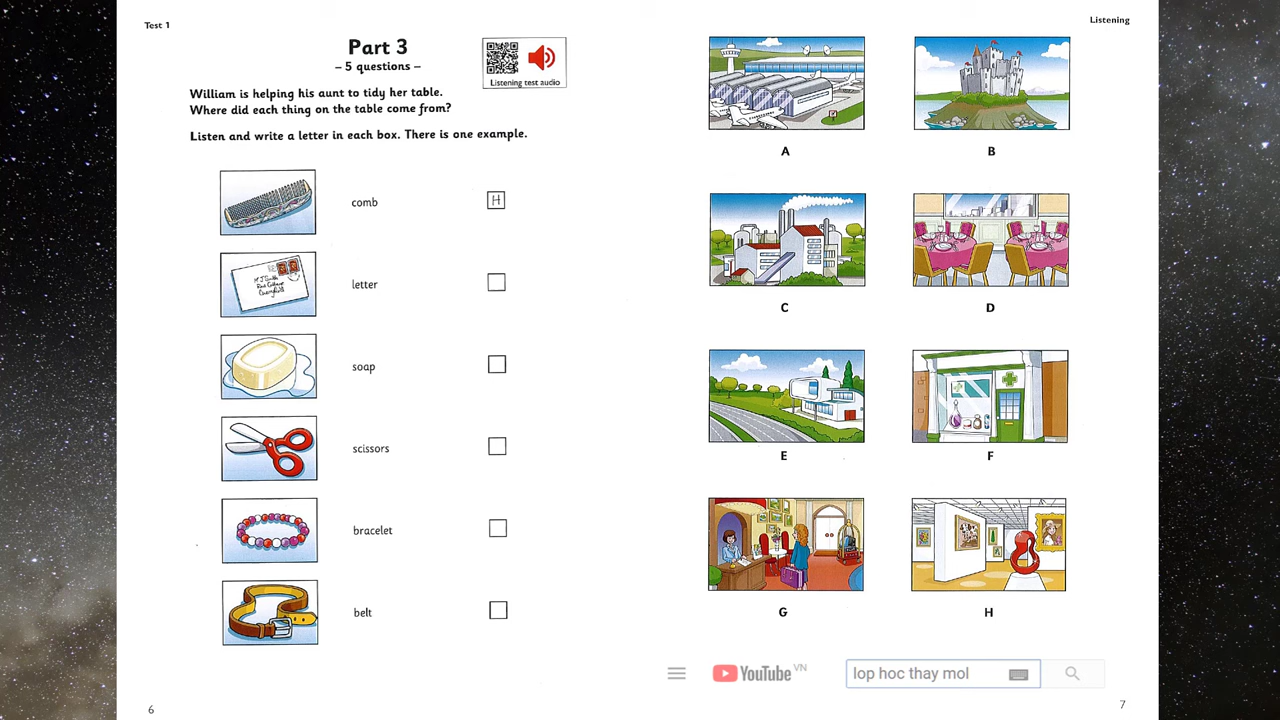 Test 1
Part 3
– 5 questions –
Listening test audio
William is helping his aunt to tidy her table.
Where did each thing on the table come from?
Listen and write a letter in each box. There is one example.
comb
H
letter
soap
scissors
bracelet
belt
6
Listening
A
B
C
D
E
F
G
H
YouTube VN
lop hoc thay mol
7